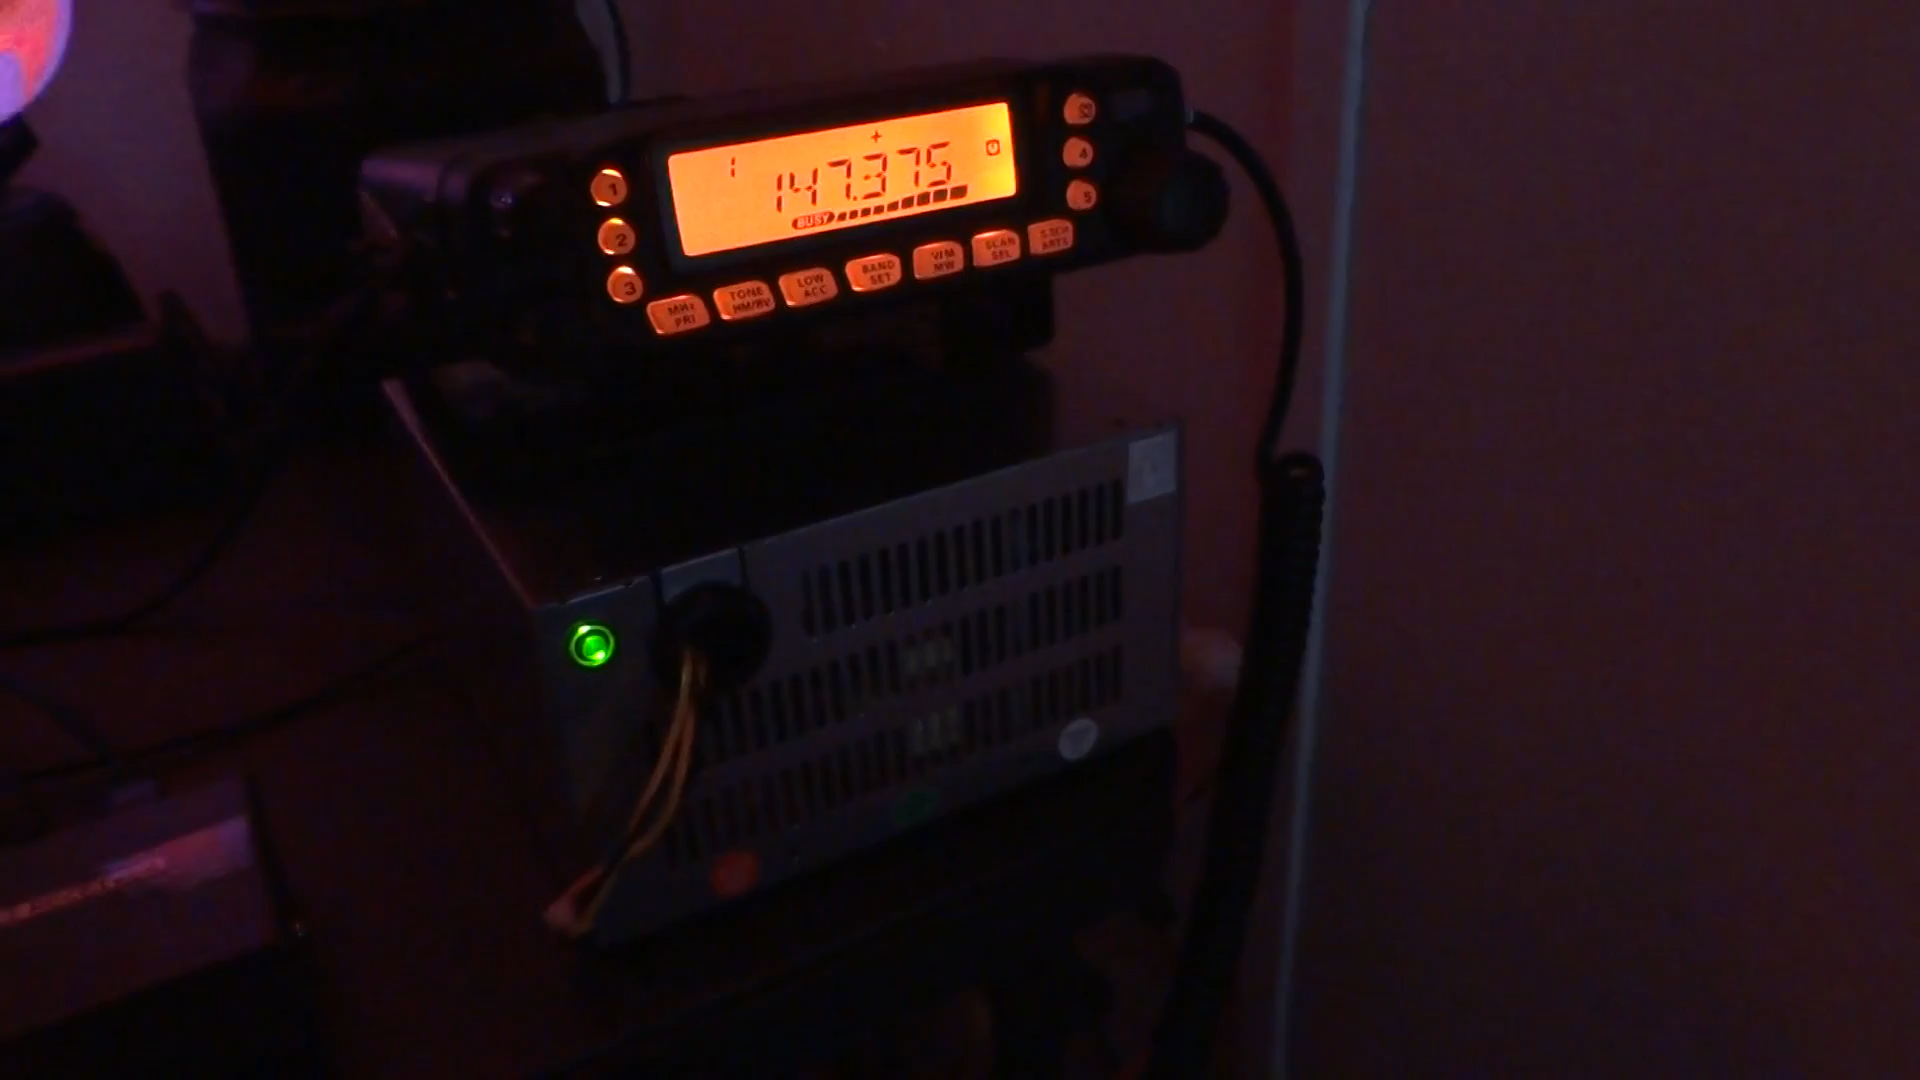 +
1
147.375
BUSY
1
2
3
4
5
MHz
PRI
TONE
HM/RV
LOW
ACC
BAND
SET
V/M
MW
SCAN
SEL
S.SCH
ARTS